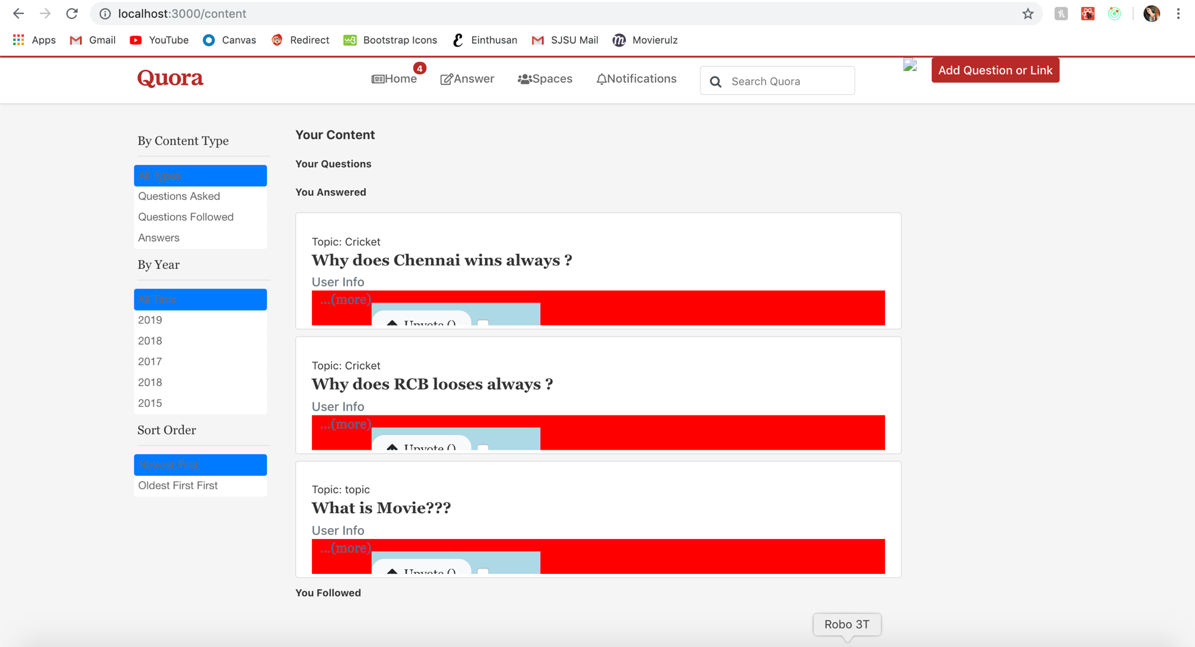 localhost:3000/content
Apps Gmail YouTube Canvas Redirect Bootstrap Icons Einthusan SJSU Mail Movierulz
Quora
Home 4 Answer Spaces Notifications Search Quora Add Question or Link
By Content Type
All Types
Questions Asked
Questions Followed
Answers
By Year
All Time
2019
2018
2017
2018
2015
Sort Order
Newest First
Oldest First First
Your Content
Your Questions
You Answered
Topic: Cricket
Why does Chennai wins always ?
User Info
...(more)
Upvote ()
Topic: Cricket
Why does RCB looses always ?
User Info
...(more)
Upvote ()
Topic: topic
What is Movie???
User Info
...(more)
Upvote ()
You Followed
Robo 3T